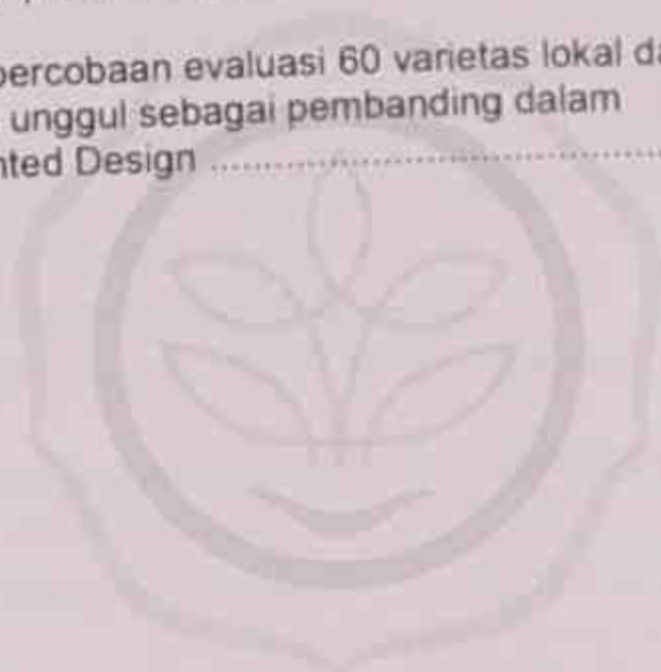 percobaan evaluasi 60 varietas lokal da
unggul sebagai pembanding dalam
nted Design ................................................